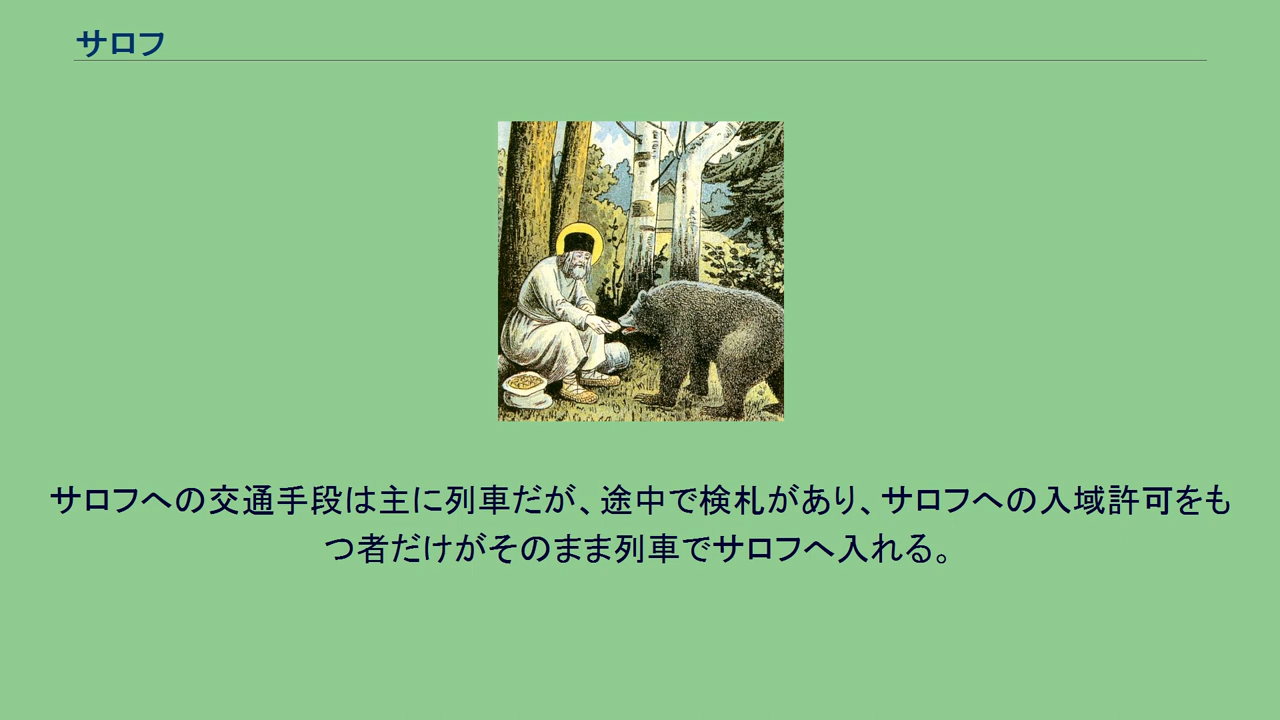 サロフ
サロフへの交通手段は主に列車だが、途中で検札があり、サロフへの入域許可をも
つ者だけがそのまま列車でサロフへ入れる。